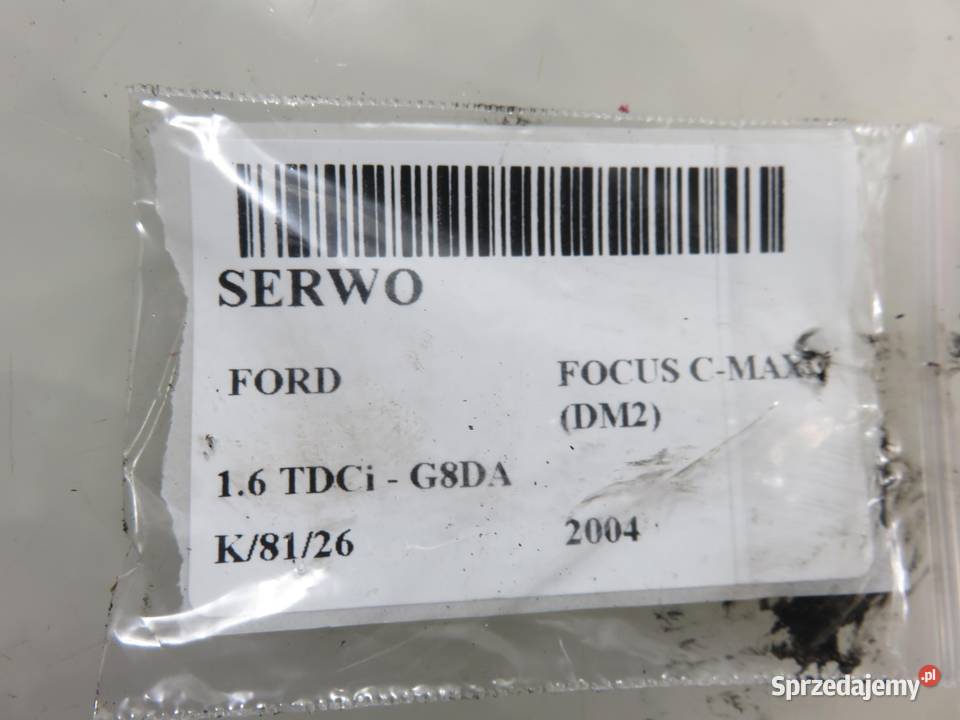 SERWO
FORD
FOCUS C-MAX
(DM2)
1.6 TDCi - G8DA
K/81/26
2004
Sprzedajemy.pl